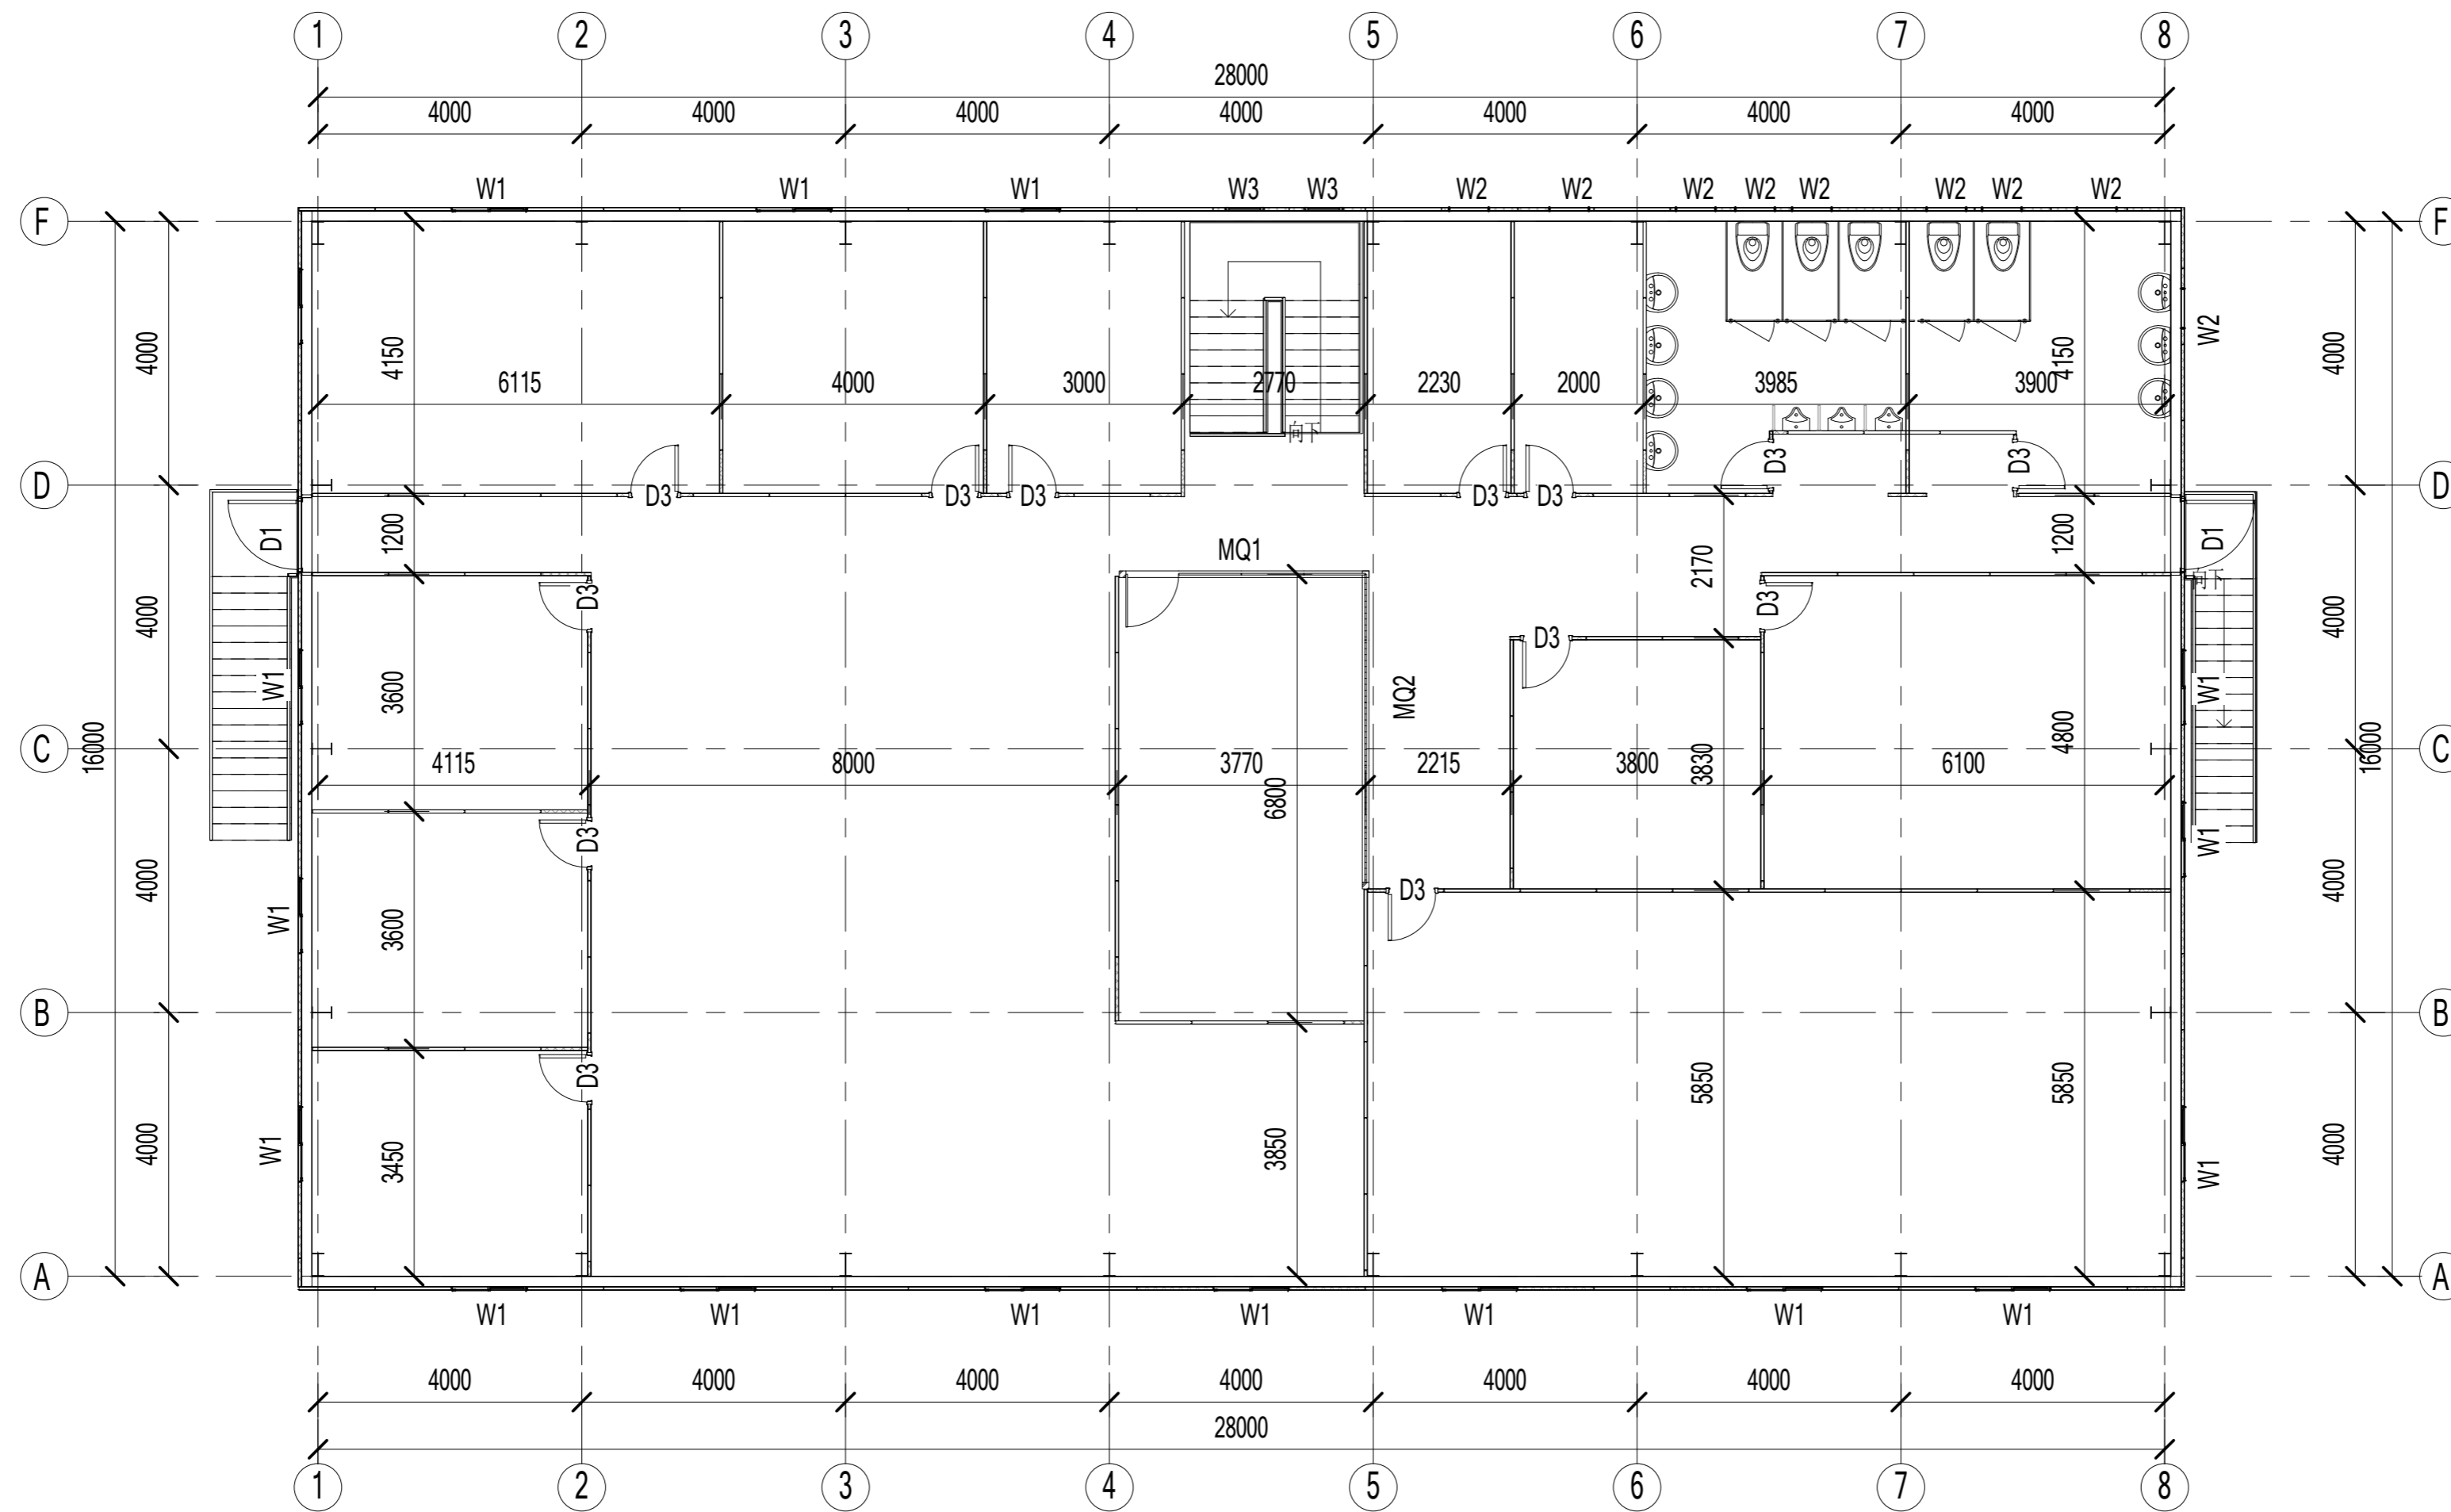 1 2 3 4 5 6 7 8
28000
4000 4000 4000 4000 4000 4000 4000
W1 W1 W1 W3 W3 W2 W2 W2 W2 W2 W2 W2 W2
F F
4000 4150 W2 4150 4000
6115 4000 3000 2770 2230 2000 3985 3900
向下
D3 D3
D D3 D3 D3 D3 D3 D
D1 1200 1200 D1
MQ1 2170
向下
4000 D3 D3 4000
D3
W1 3600 MQ2 W1
C 16000 4800 16000 C
4115 8000 3770 2215 3800 3830 6100
6800
D3 W1
4000 D3 4000
W1 3600
B B
D3 5850 5850
4000 W1 3450 3850 W1 4000
A A
W1 W1 W1 W1 W1 W1 W1
4000 4000 4000 4000 4000 4000 4000
28000
1 2 3 4 5 6 7 8